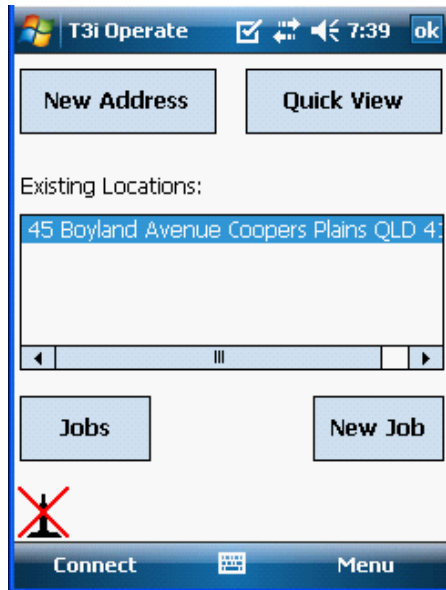 T3i Operate 7:39 ok
New Address Quick View
Existing Locations:
45 Boyland Avenue Coopers Plains QLD
Jobs New Job
Connect Menu